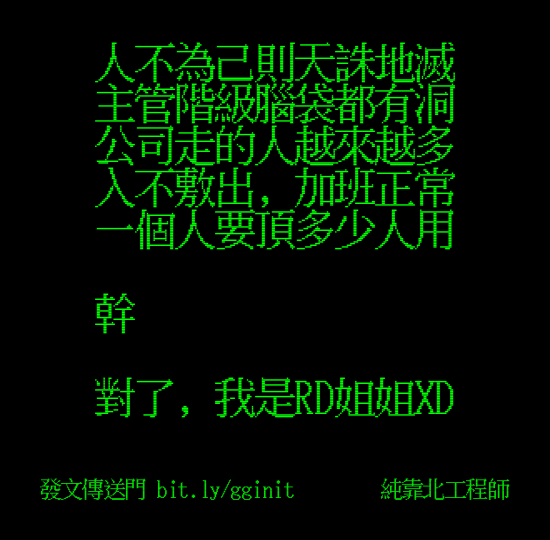 人不為己則天誅地滅
主管階級腦袋都有洞
公司走的人越來越多
入不敷出，加班正常
一個人要頂多少人用
幹
對了，我是RD姐姐XD
發文傳送門 bit.ly/gginit 純靠北工程師